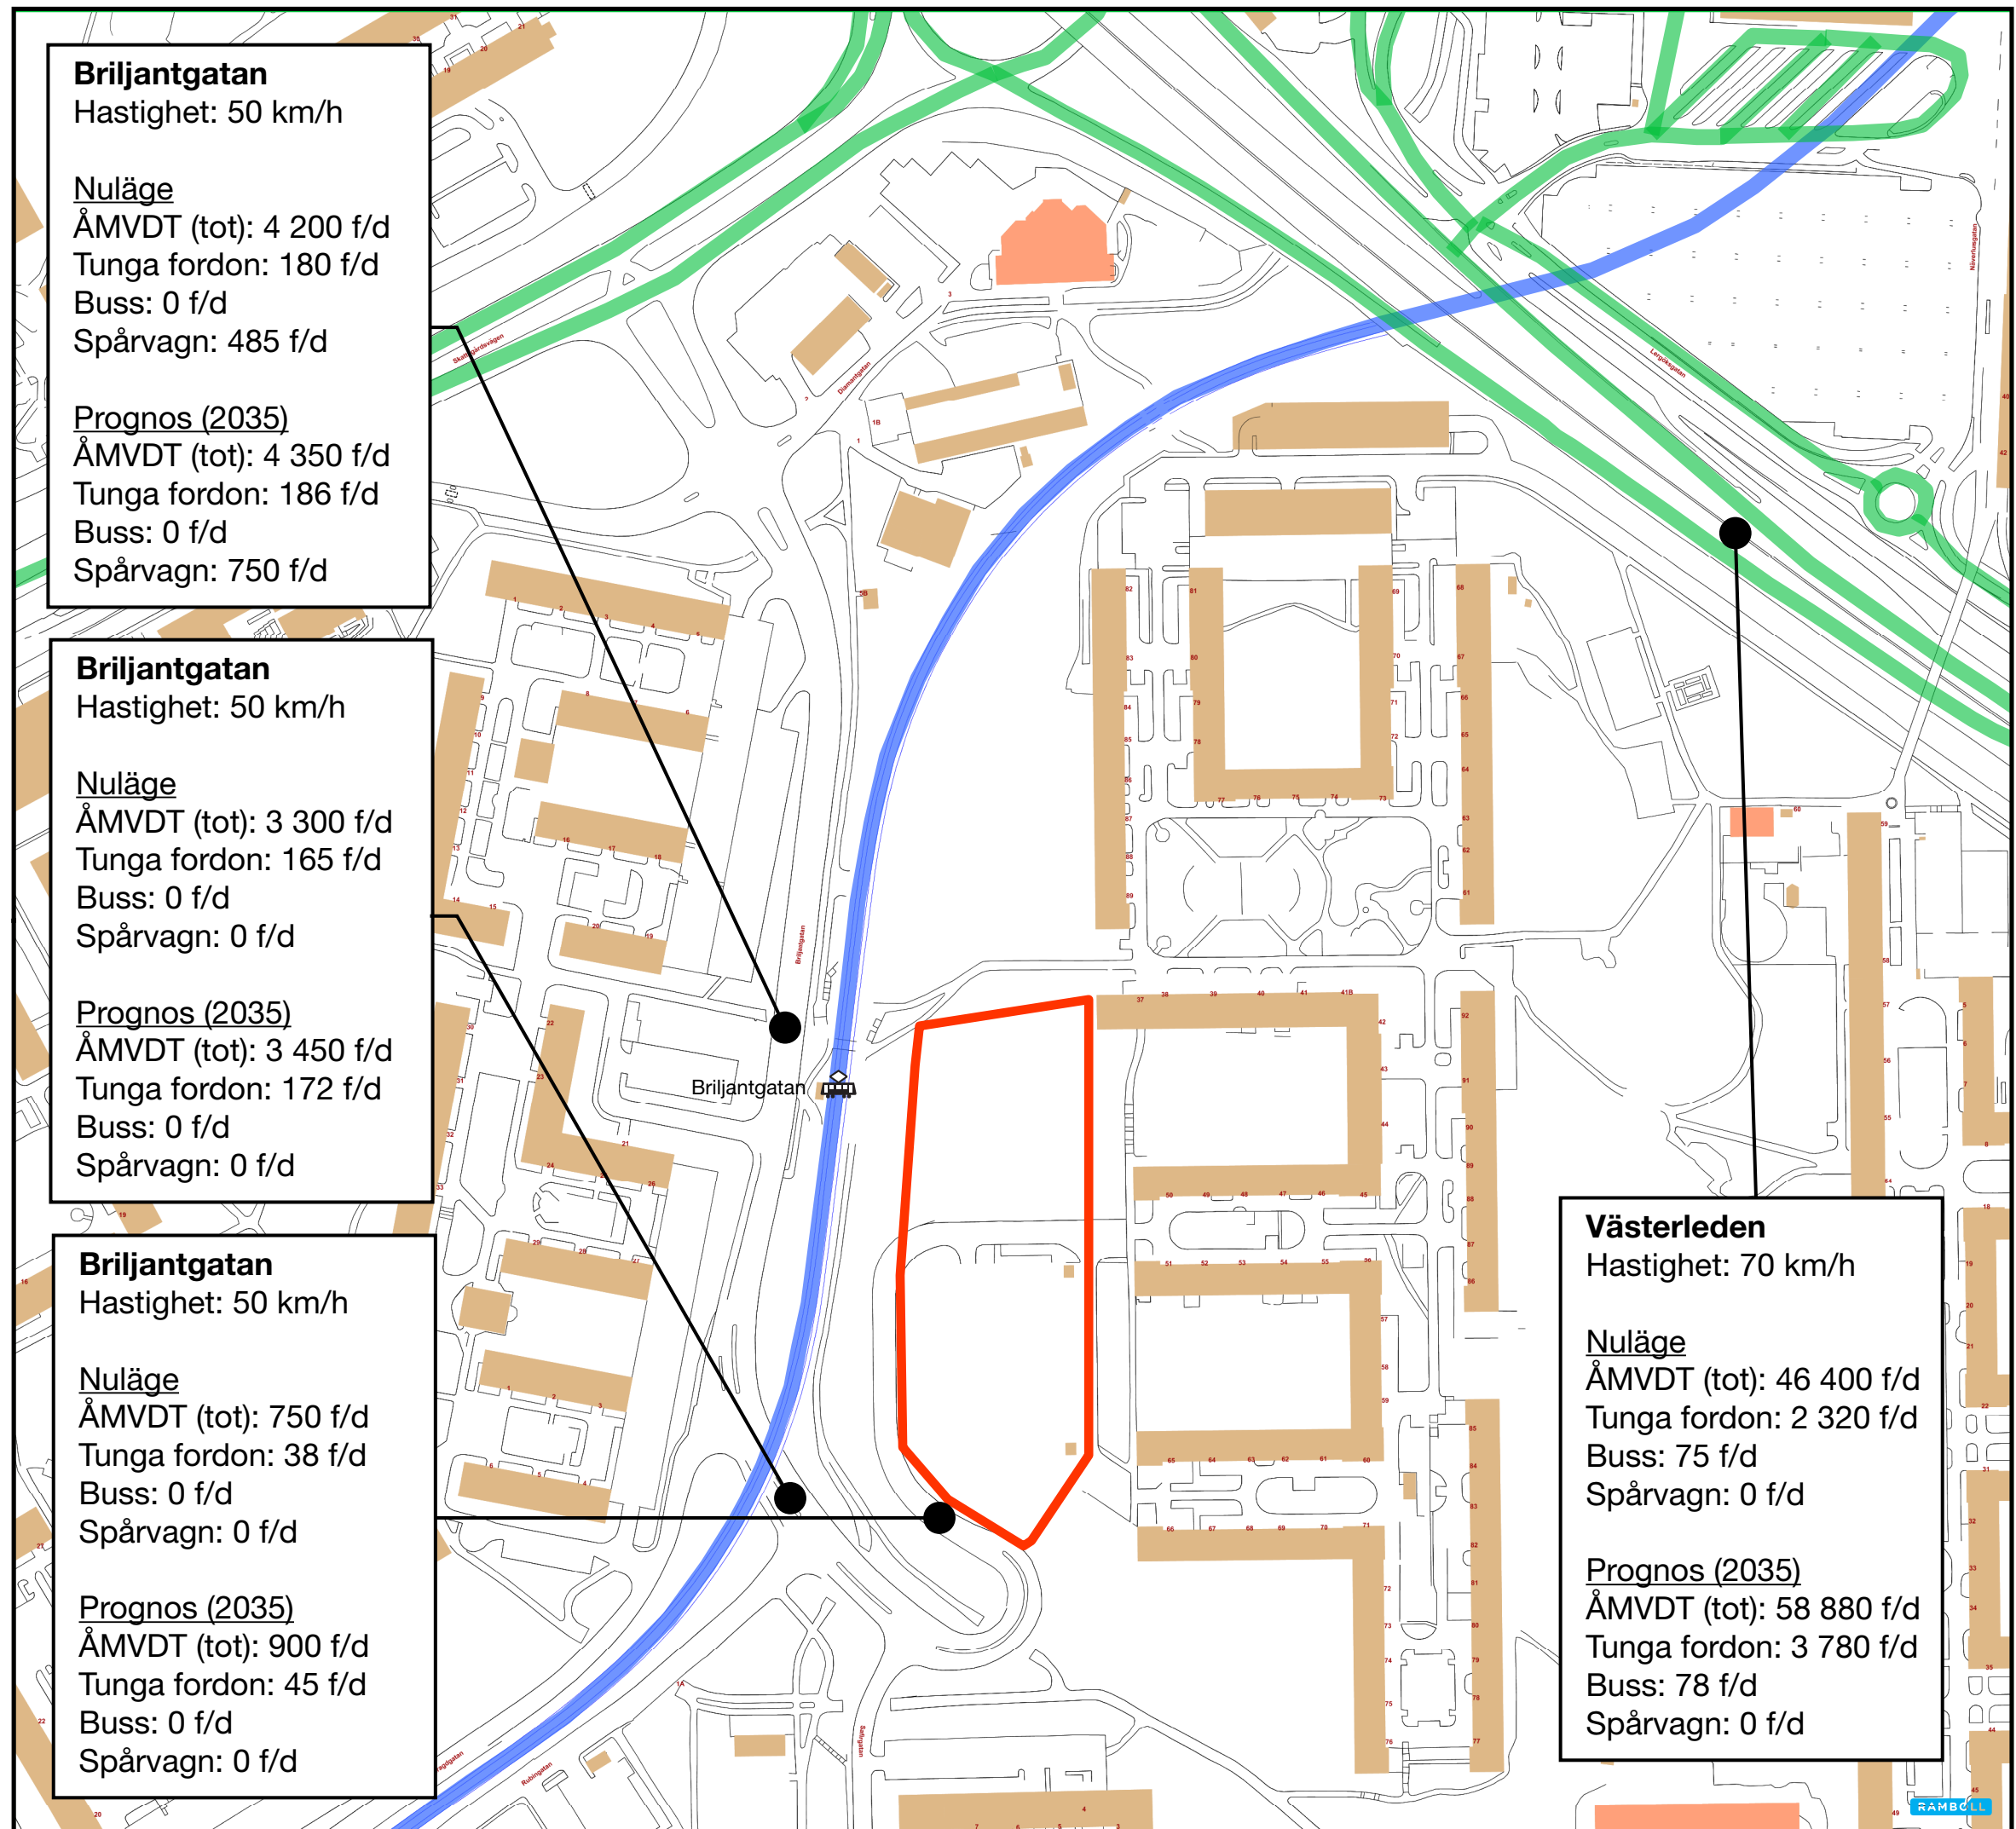 Briljantgatan
Hastighet: 50 km/h
Nuläge
ÅMVDT (tot): 4 200 f/d
Tunga fordon: 180 f/d
Buss: 0 f/d
Spårvagn: 485 f/d
Prognos (2035)
ÅMVDT (tot): 4 350 f/d
Tunga fordon: 186 f/d
Buss: 0 f/d
Spårvagn: 750 f/d
Briljantgatan
Hastighet: 50 km/h
Nuläge
ÅMVDT (tot): 3 300 f/d
Tunga fordon: 165 f/d
Buss: 0 f/d
Spårvagn: 0 f/d
Prognos (2035)
ÅMVDT (tot): 3 450 f/d
Tunga fordon: 172 f/d
Buss: 0 f/d
Spårvagn: 0 f/d
Briljantgatan
Hastighet: 50 km/h
Nuläge
ÅMVDT (tot): 750 f/d
Tunga fordon: 38 f/d
Buss: 0 f/d
Spårvagn: 0 f/d
Prognos (2035)
ÅMVDT (tot): 900 f/d
Tunga fordon: 45 f/d
Buss: 0 f/d
Spårvagn: 0 f/d
Västerleden
Hastighet: 70 km/h
Nuläge
ÅMVDT (tot): 46 400 f/d
Tunga fordon: 2 320 f/d
Buss: 75 f/d
Spårvagn: 0 f/d
Prognos (2035)
ÅMVDT (tot): 58 880 f/d
Tunga fordon: 3 780 f/d
Buss: 78 f/d
Spårvagn: 0 f/d
Briljantgatan
Briljantgatan
Diamantgatan
Lergöksgatan
Rubingatan
Safirgatan
RAMBOLL